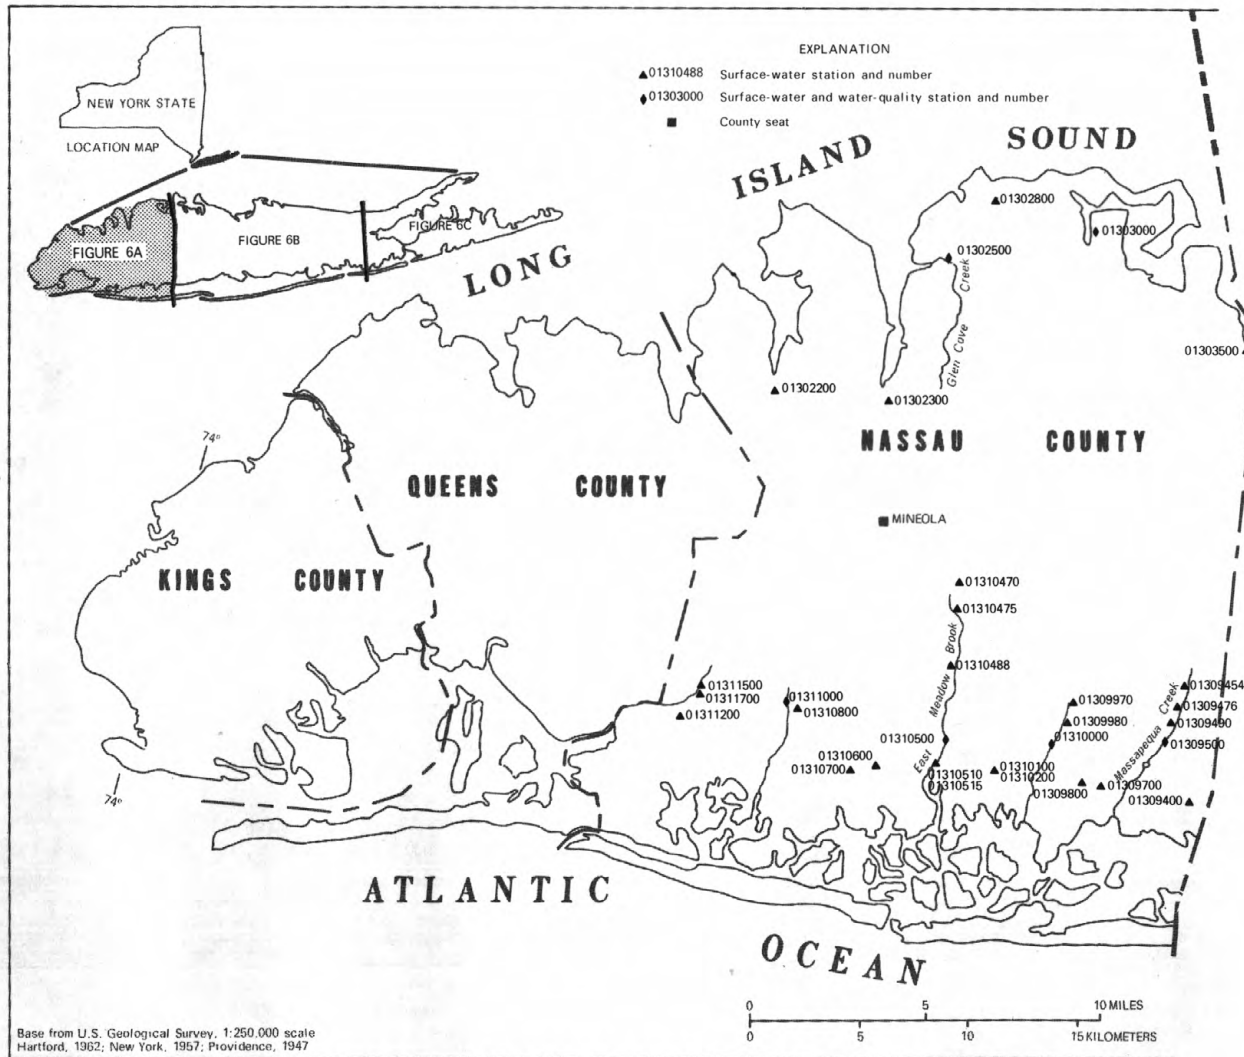 EXPLANATION
01310488 Surface-water station and number
01303000 Surface-water and water-quality station and number
County seat
NEW YORK STATE
LOCATION MAP
FIGURE 6A
FIGURE 6B
FIGURE 6C
LONG
ISLAND
SOUND
01302800
01303000
01302500
Glen Cove Creek
01303500
01302200
01302300
NASSAU COUNTY
74°
QUEENS COUNTY
MINEOLA
KINGS COUNTY
01310470
01310475
01310488
East Meadow Brook
01311500
01311700
01311200
01311000
01310800
01310600
01310700
01310500
01310510
01310515
01309970
01309980
01310000
01310100
01310200
01309800
01309454
01309476
01309490
01309500
Massapequa Creek
01309700
01309400
74°
ATLANTIC
OCEAN
0 5 10 MILES
0 5 10 15 KILOMETERS
Base from U.S. Geological Survey, 1:250,000 scale
Hartford, 1962; New York, 1957; Providence, 1947